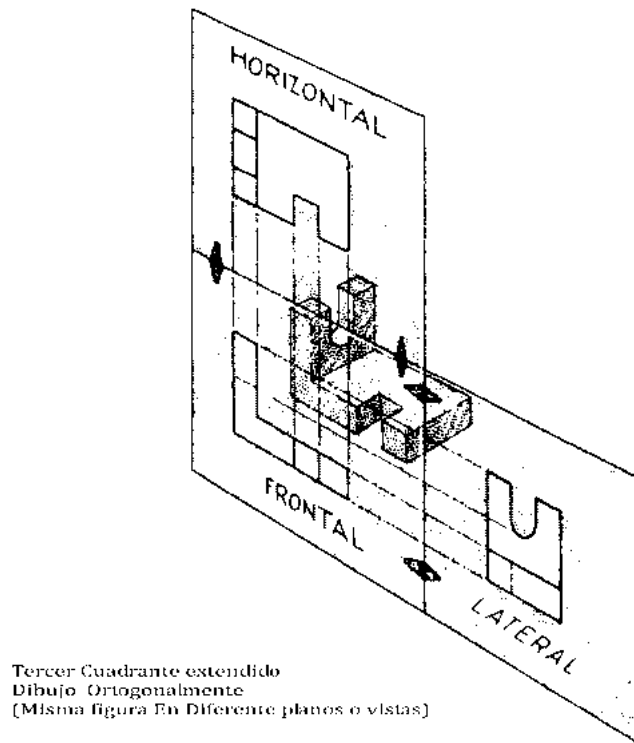 HORIZONTAL
FRONTAL
LATERAL
Tercer Cuadrante extendido
Dibujo Ortogonalmente
(Misma figura En Diferente planos o vistas)